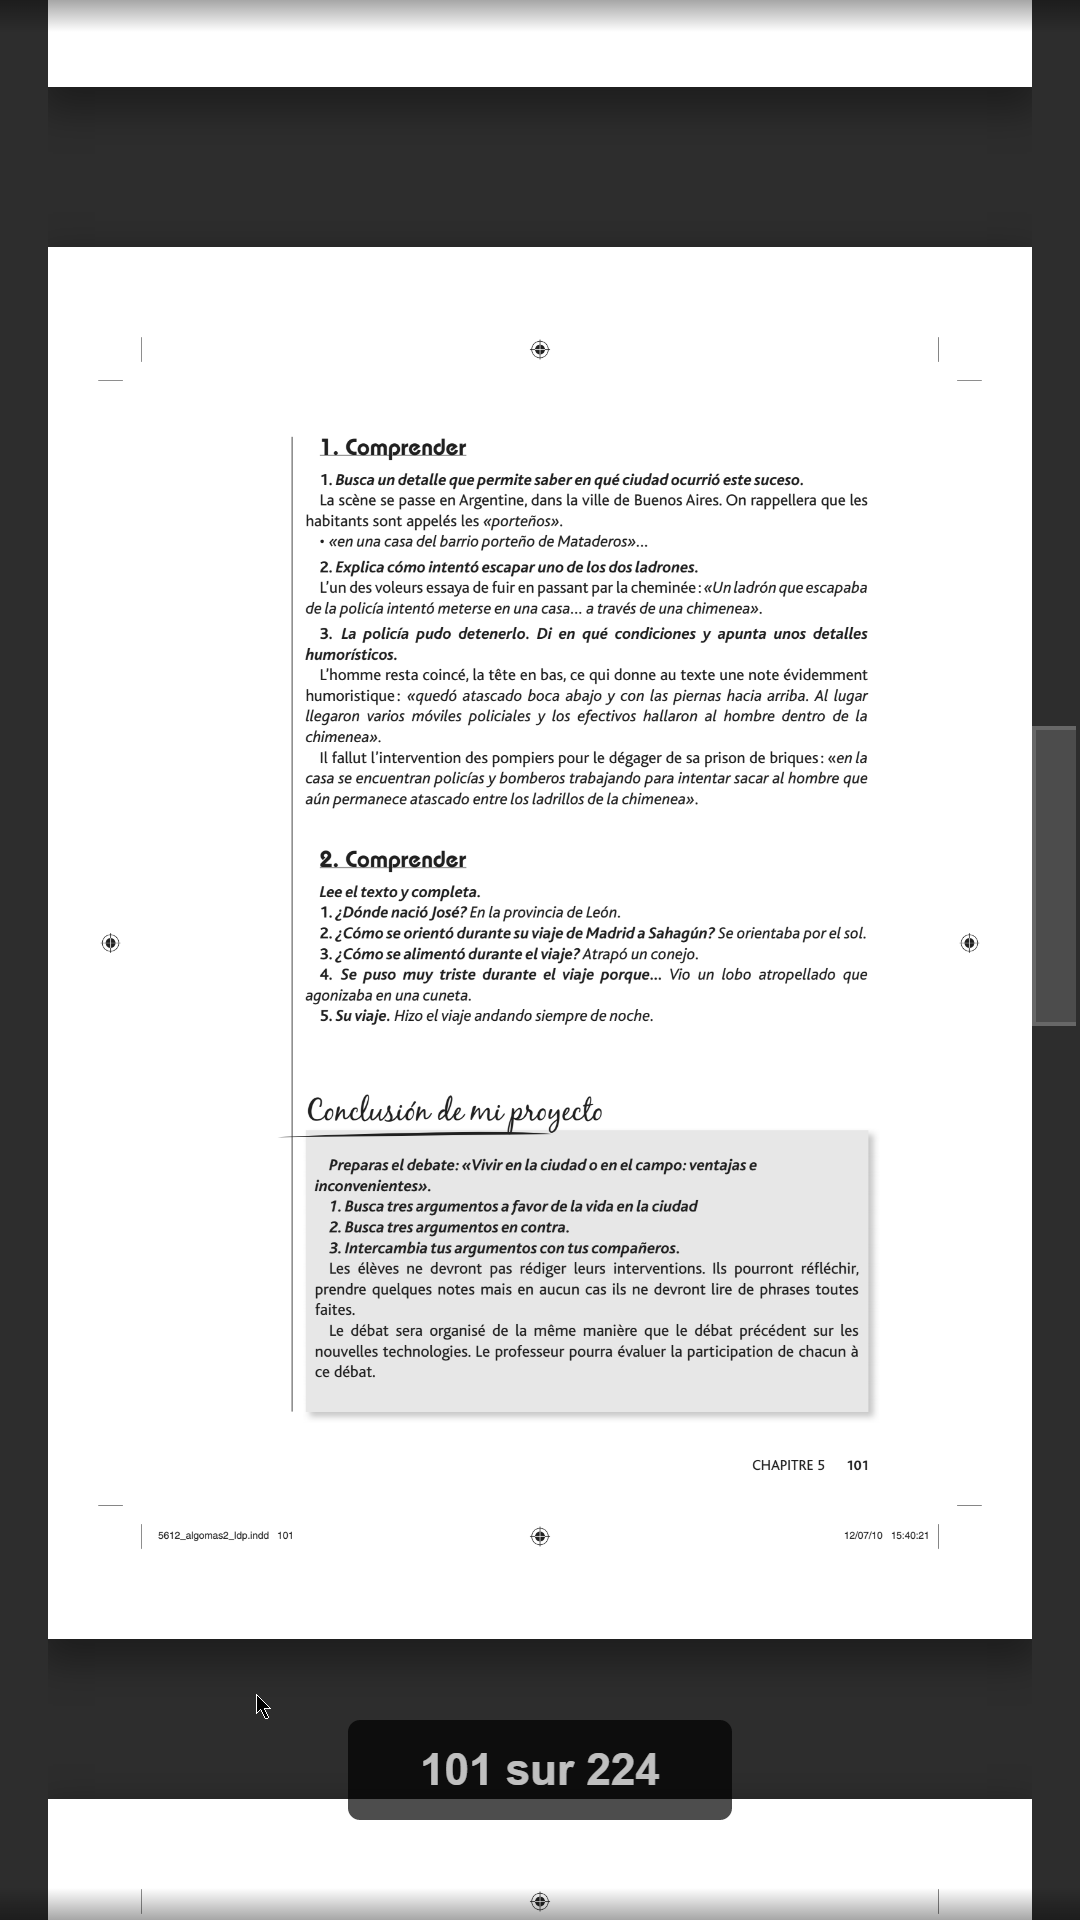 1. Comprender
1. Busca un detalle que permite saber en qué ciudad ocurrió este suceso.
La scène se passe en Argentine, dans la ville de Buenos Aires. On rappellera que les
habitants sont appelés les «porteños».
• «en una casa del barrio porteño de Mataderos»...
2. Explica cómo intentó escapar uno de los dos ladrones.
L'un des voleurs essaya de fuir en passant par la cheminée : «Un ladrón que escapaba
de la policía intentó meterse en una casa... a través de una chimenea».
3. La policía pudo detenerlo. Di en qué condiciones y apunta unos detalles
humorísticos.
L'homme resta coincé, la tête en bas, ce qui donne au texte une note évidemment
humoristique : «quedó atascado boca abajo y con las piernas hacia arriba. Al lugar
llegaron varios móviles policiales y los efectivos hallaron al hombre dentro de la
chimenea».
Il fallut l'intervention des pompiers pour le dégager de sa prison de briques : «en la
casa se encuentran policías y bomberos trabajando para intentar sacar al hombre que
aún permanece atascado entre los ladrillos de la chimenea».
2. Comprender
Lee el texto y completa.
1. ¿Dónde nació José? En la provincia de León.
2. ¿Cómo se orientó durante su viaje de Madrid a Sahagún? Se orientaba por el sol.
3. ¿Cómo se alimentó durante el viaje? Atrapó un conejo.
4. Se puso muy triste durante el viaje porque... Vio un lobo atropellado que
agonizaba en una cuneta.
5. Su viaje. Hizo el viaje andando siempre de noche.
Conclusión de mi proyecto
Preparas el debate: «Vivir en la ciudad o en el campo: ventajas e
inconvenientes».
1. Busca tres argumentos a favor de la vida en la ciudad
2. Busca tres argumentos en contra.
3. Intercambia tus argumentos con tus compañeros.
Les élèves ne devront pas rédiger leurs interventions. Ils pourront réfléchir,
prendre quelques notes mais en aucun cas ils ne devront lire de phrases toutes
faites.
Le débat sera organisé de la même manière que le débat précédent sur les
nouvelles technologies. Le professeur pourra évaluer la participation de chacun à
ce débat.
CHAPITRE 5 101
5612_algomas2_ldp.indd 101 12/07/10 15:40:21
101 sur 224